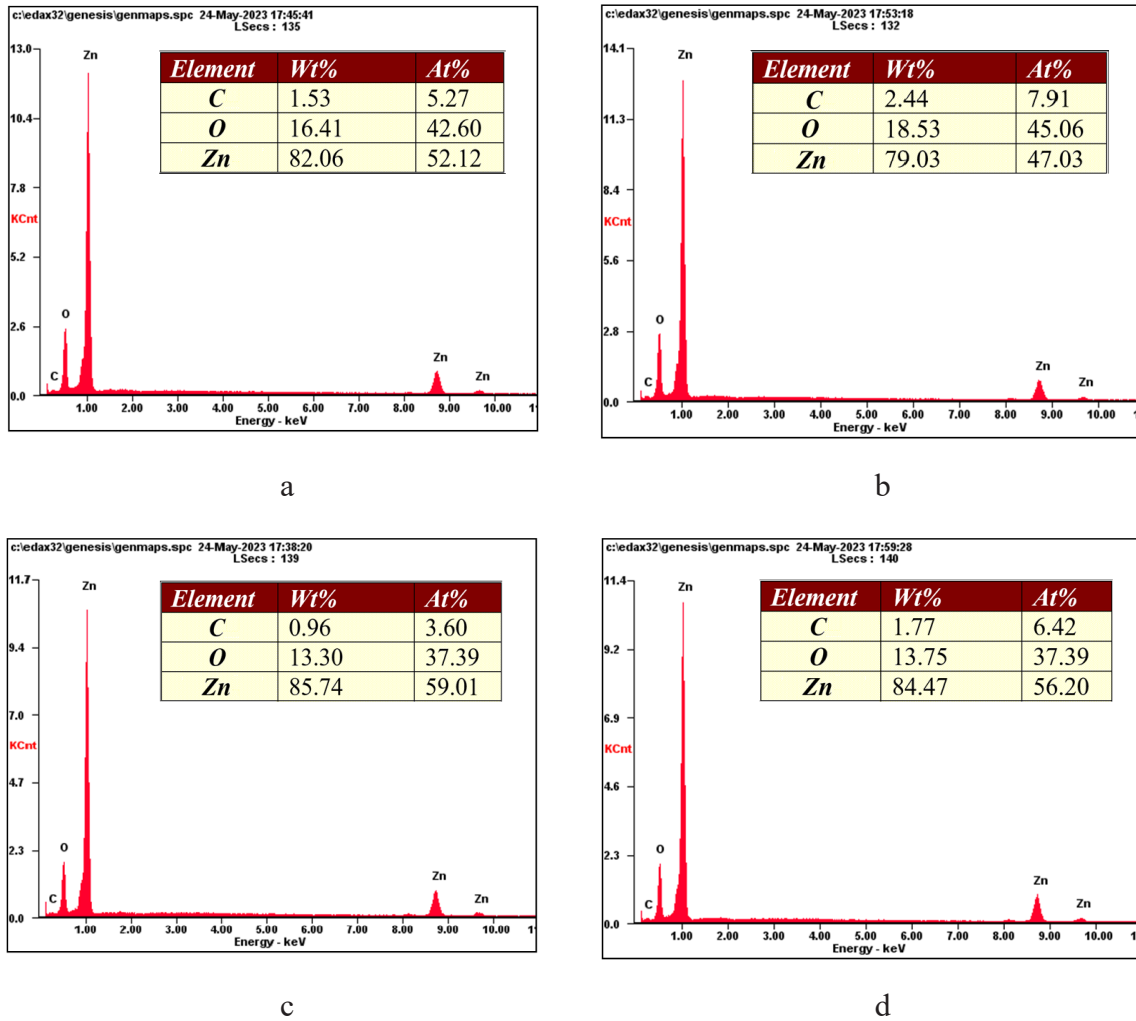 c:\edax32\genesis\genmaps.spc 24-May-2023 17:45:41
LSecs : 135
13.0
10.4
7.8
KCnt
5.2
2.6
0.0
Zn
O
C
Zn
Zn
Element Wt% At%
C 1.53 5.27
O 16.41 42.60
Zn 82.06 52.12
1.00 2.00 3.00 4.00 5.00 6.00 7.00 8.00 9.00 10.00 11
Energy - keV
a
c:\edax32\genesis\genmaps.spc 24-May-2023 17:53:18
LSecs : 132
14.1
11.3
8.4
KCnt
5.6
2.8
0.0
Zn
O
C
Zn
Zn
Element Wt% At%
C 2.44 7.91
O 18.53 45.06
Zn 79.03 47.03
1.00 2.00 3.00 4.00 5.00 6.00 7.00 8.00 9.00 10.00
Energy - keV
b
c:\edax32\genesis\genmaps.spc 24-May-2023 17:38:20
LSecs : 139
11.7
9.4
7.0
KCnt
4.7
2.3
0.0
Zn
O
C
Zn
Zn
Element Wt% At%
C 0.96 3.60
O 13.30 37.39
Zn 85.74 59.01
1.00 2.00 3.00 4.00 5.00 6.00 7.00 8.00 9.00 10.00
Energy - keV
c
c:\edax32\genesis\genmaps.spc 24-May-2023 17:59:28
LSecs : 140
11.4
9.2
6.9
KCnt
4.6
2.3
0.0
Zn
O
C
Zn
Zn
Element Wt% At%
C 1.77 6.42
O 13.75 37.39
Zn 84.47 56.20
1.00 2.00 3.00 4.00 5.00 6.00 7.00 8.00 9.00 10.00
Energy - keV
d